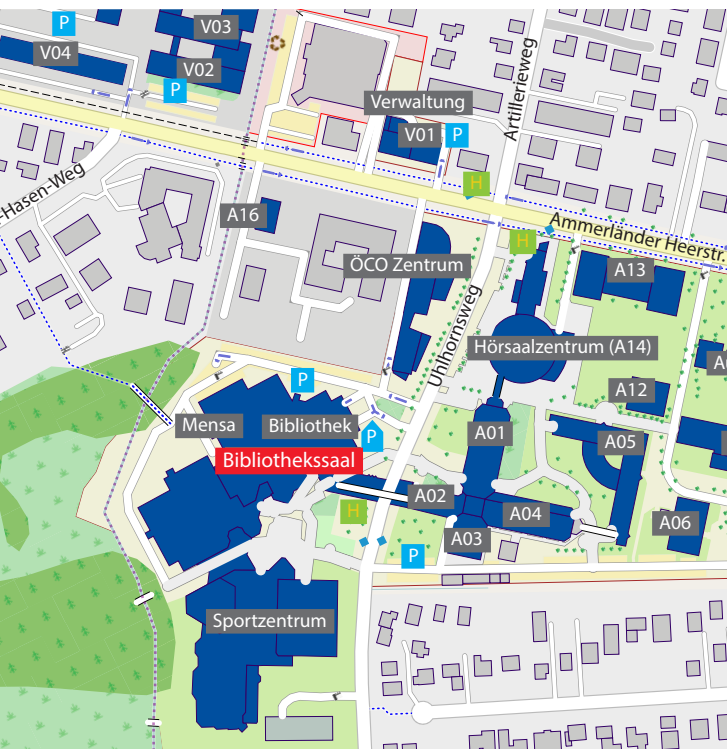 P
V03
V04
V02
P
Artillerieweg
Verwaltung
V01
P
-Hasen-Weg
H
A16
Ammerländer Heerstr.
H
ÖCO Zentrum
A13
Uhlhornsweg
Hörsaalzentrum (A14)
P
A12
Mensa
Bibliothek
P
A01
A05
Bibliothekssaal
A02
H
A04
A06
A03
P
Sportzentrum